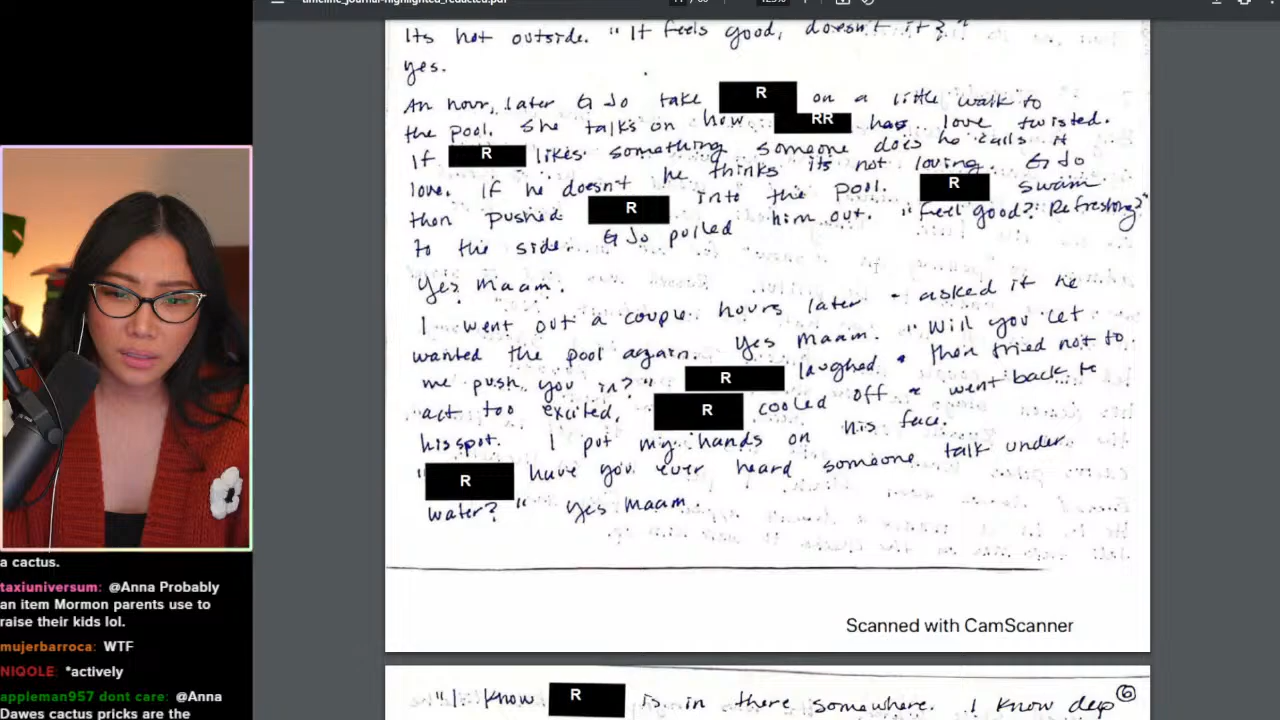 timeline_journal-highlighted_redacted.pdf
Its hot outside. "It feels good, doesn't it?"
yes.
An hour, later & Jo take R on a little walk to
the pool. She talks on how RR has love twisted.
If R likes something someone does he calls it
love. If he doesn't he thinks its not loving. & Jo
then pushed R into the pool. R swam
to the side. & Jo pulled him out. "Feel good? Refreshing?"
Yes Maam.
I went out a couple hours later - asked if he
wanted the pool again. Yes Maam. "Will you let
me push you in?" R laughed & then tried not to
act too excited. R cooled off & went back to
his spot. I put my hands on his face.
"R have you ever heard someone talk under
water?" Yes Maam.
Scanned with CamScanner
"I know R is in there somewhere. I know deep 6
a cactus.
taxiuniversum: @Anna Probably
an item Mormon parents use to
raise their kids lol.
mujerbarroca: WTF
NIQOLE: *actively
appleman957 dont care: @Anna
Dawes cactus pricks are the